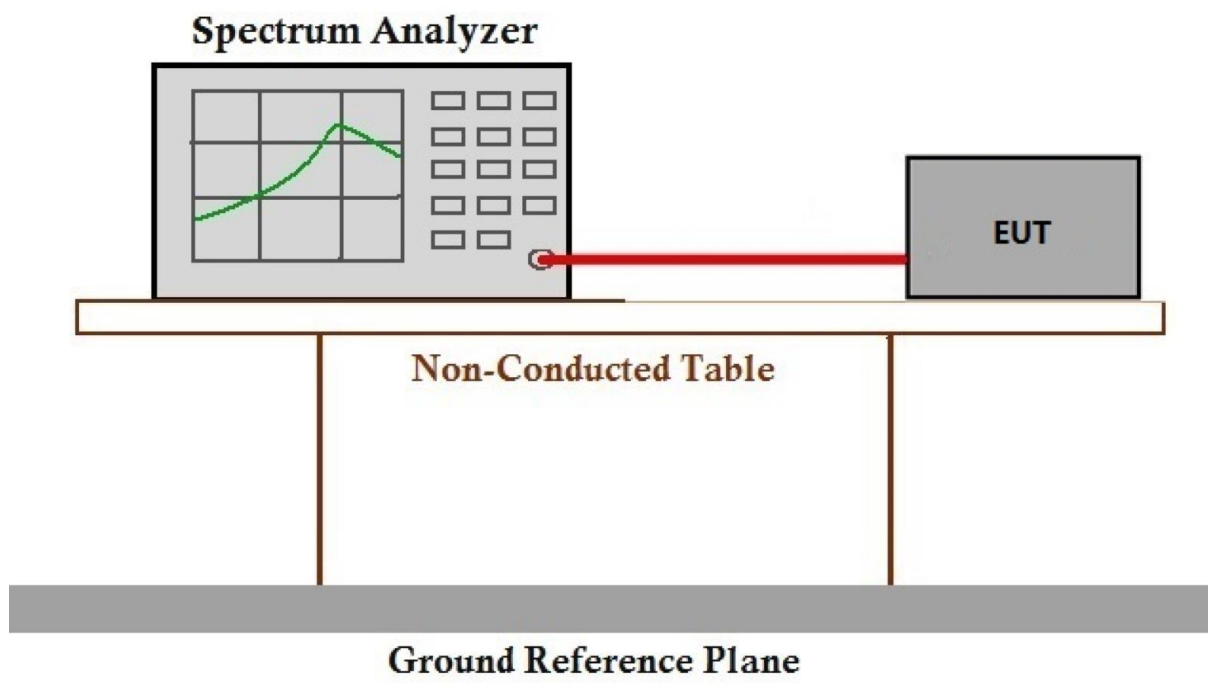 Spectrum Analyzer
EUT
Non-Conducted Table
Ground Reference Plane